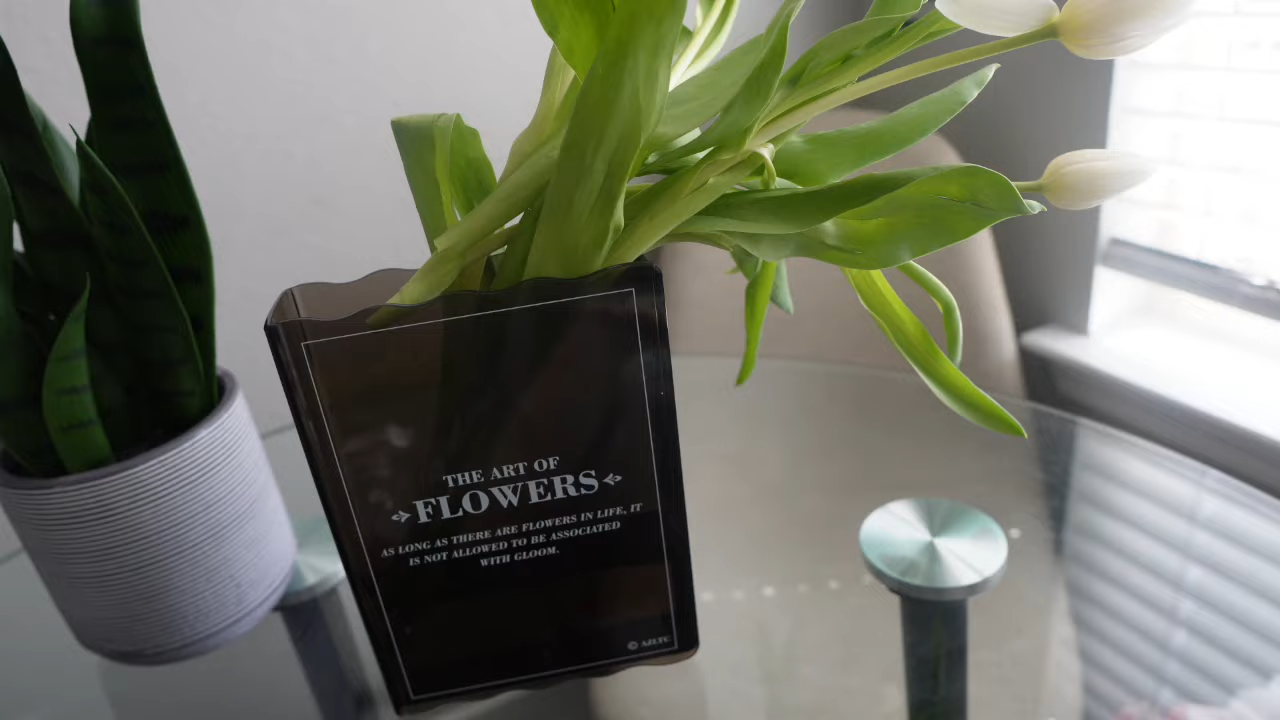 THE ART OF
FLOWERS
AS LONG AS THERE ARE FLOWERS IN LIFE, IT
IS NOT ALLOWED TO BE ASSOCIATED
WITH GLOOM.
© AZLTC